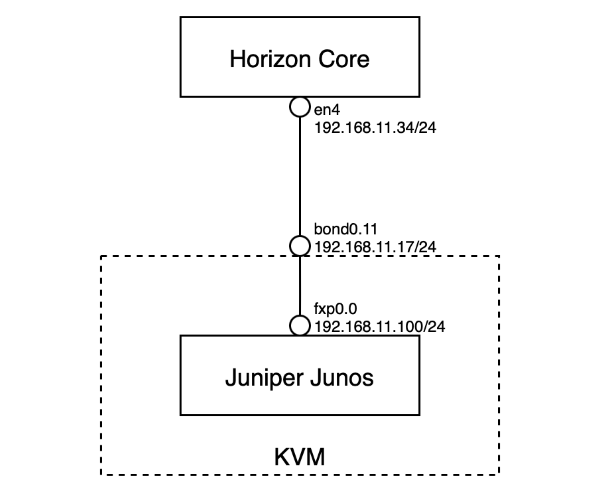 Horizon Core
en4
192.168.11.34/24
bond0.11
192.168.11.17/24
fxp0.0
192.168.11.100/24
Juniper Junos
KVM